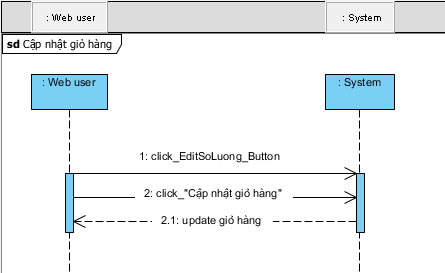 : Web user
: System
sd Cập nhật giỏ hàng
: Web user
: System
1: click_EditSoLuong_Button
2: click_"Cập nhật giỏ hàng"
2.1: update giỏ hàng